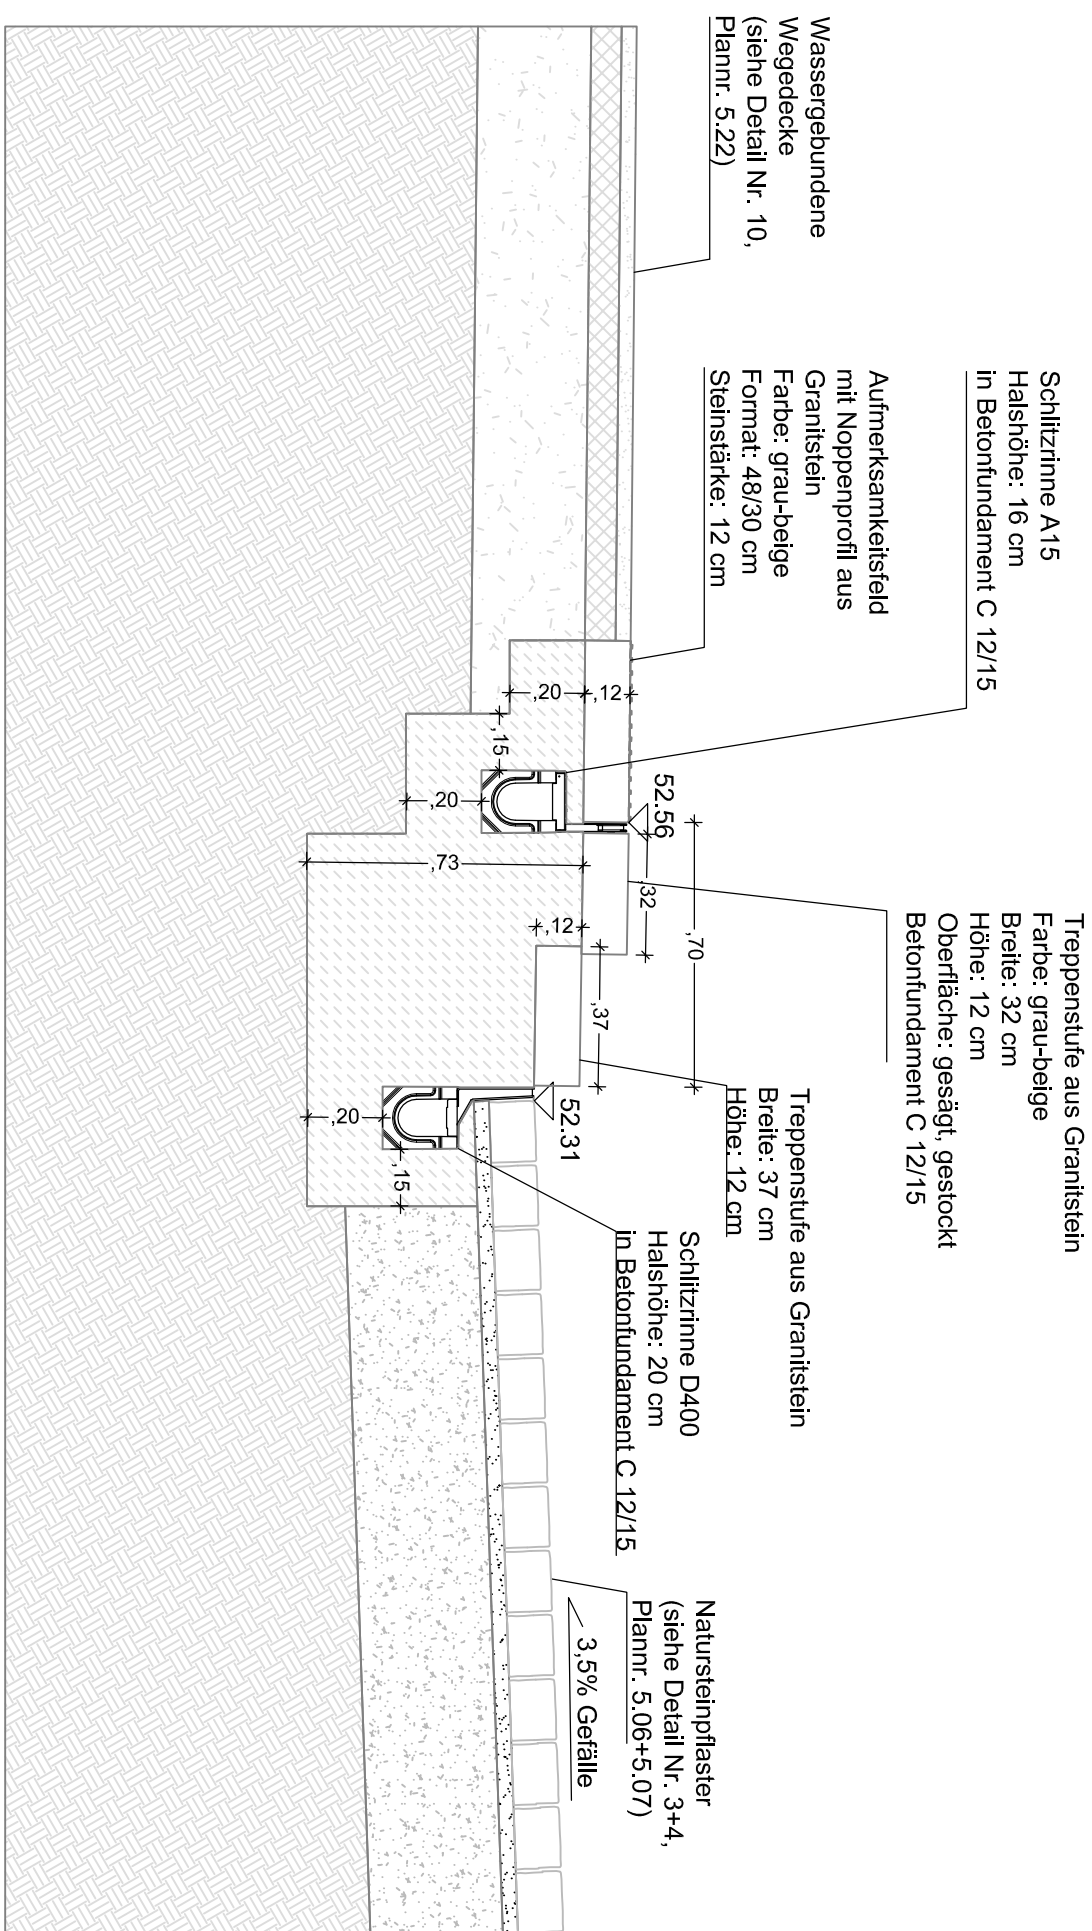 Wassergebundene
Wegedecke
(siehe Detail Nr. 10,
Plannr. 5.22)
Schlitzrinne A15
Halshöhe: 16 cm
in Betonfundament C 12/15
Aufmerksamkeitsfeld
mit Noppenprofil aus
Granitstein
Farbe: grau-beige
Format: 48/30 cm
Steinstärke: 12 cm
Treppenstufe aus Granitstein
Farbe: grau-beige
Breite: 32 cm
Höhe: 12 cm
Oberfläche: gesägt, gestockt
Betonfundament C 12/15
Treppenstufe aus Granitstein
Breite: 37 cm
Höhe: 12 cm
Schlitzrinne D400
Halshöhe: 20 cm
in Betonfundament C 12/15
Natursteinpflaster
(siehe Detail Nr. 3+4,
Plannr. 5.06+5.07)
3,5% Gefälle
52.56
52.31
,70
,32
,37
,12
,20
,15
,20
,73
,12
,20
,15